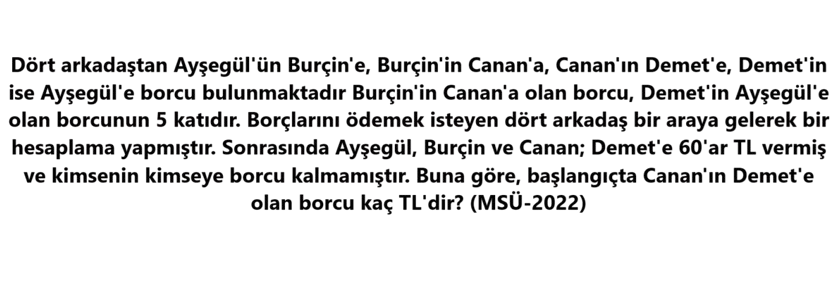 Dört arkadaştan Ayşegül'ün Burçin'e, Burçin'in Canan'a, Canan'ın Demet'e, Demet'in
ise Ayşegül'e borcu bulunmaktadır Burçin'in Canan'a olan borcu, Demet'in Ayşegül'e
olan borcunun 5 katıdır. Borçlarını ödemek isteyen dört arkadaş bir araya gelerek bir
hesaplama yapmıştır. Sonrasında Ayşegül, Burçin ve Canan; Demet'e 60'ar TL vermiş
ve kimsenin kimseye borcu kalmamıştır. Buna göre, başlangıçta Canan'ın Demet'e
olan borcu kaç TL'dir? (MSÜ-2022)